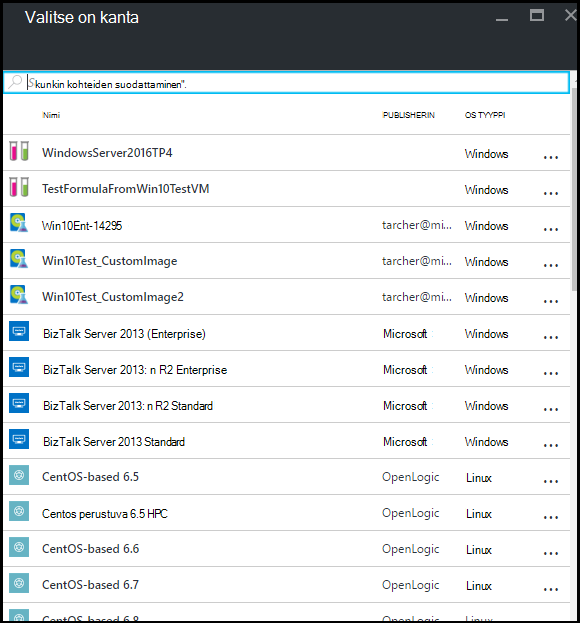 Valitse on kanta
S kunkin kohteiden suodattaminen".
Nimi PUBLISHERIN OS TYYPPI
WindowsServer2016TP4 Windows ...
TestFormulaFromWin10TestVM Windows ...
Win10Ent-14295 tarcher@mi... Windows ...
Win10Test_CustomImage tarcher@mi... Windows ...
Win10Test_CustomImage2 tarcher@mi... Windows ...
BizTalk Server 2013 (Enterprise) Microsoft Windows ...
BizTalk Server 2013: n R2 Enterprise Microsoft Windows ...
BizTalk Server 2013: n R2 Standard Microsoft Windows ...
BizTalk Server 2013 Standard Microsoft Windows ...
CentOS-based 6.5 OpenLogic Linux ...
Centos perustuva 6.5 HPC OpenLogic Linux ...
CentOS-based 6.6 OpenLogic Linux ...
CentOS-based 6.7 OpenLogic Linux ...
CentOS-based 6.8 OpenLogic Linux